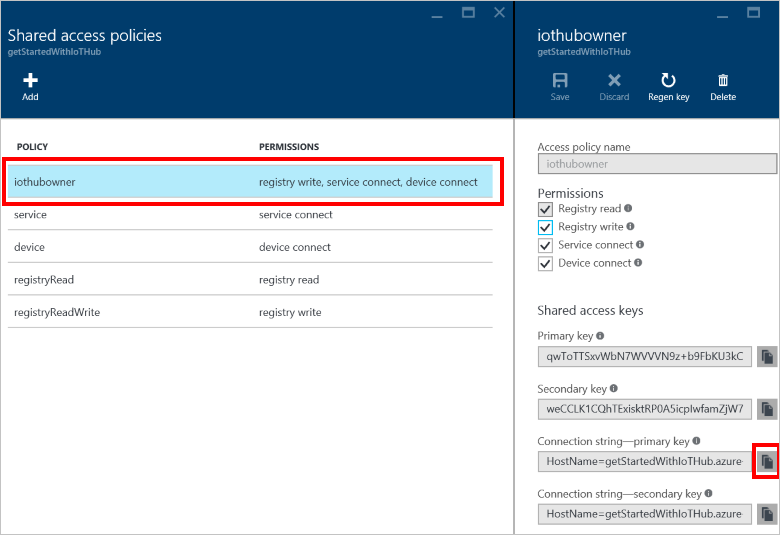 Shared access policies
getStartedWithIoTHub
Add
POLICY PERMISSIONS
iothubowner registry write, service connect, device connect
service service connect
device device connect
registryRead registry read
registryReadWrite registry write
iothubowner
getStartedWithIoTHub
Save Discard Regen key Delete
Access policy name
iothubowner
Permissions
Registry read
Registry write
Service connect
Device connect
Shared access keys
Primary key
qwToTTSxvWbN7WVVVN9z+b9FbKU3kC
Secondary key
weCCLK1CQhTExisktRP0A5icpIwfamZjW7
Connection string—primary key
HostName=getStartedWithIoTHub.azure
Connection string—secondary key
HostName=getStartedWithIoTHub.azure